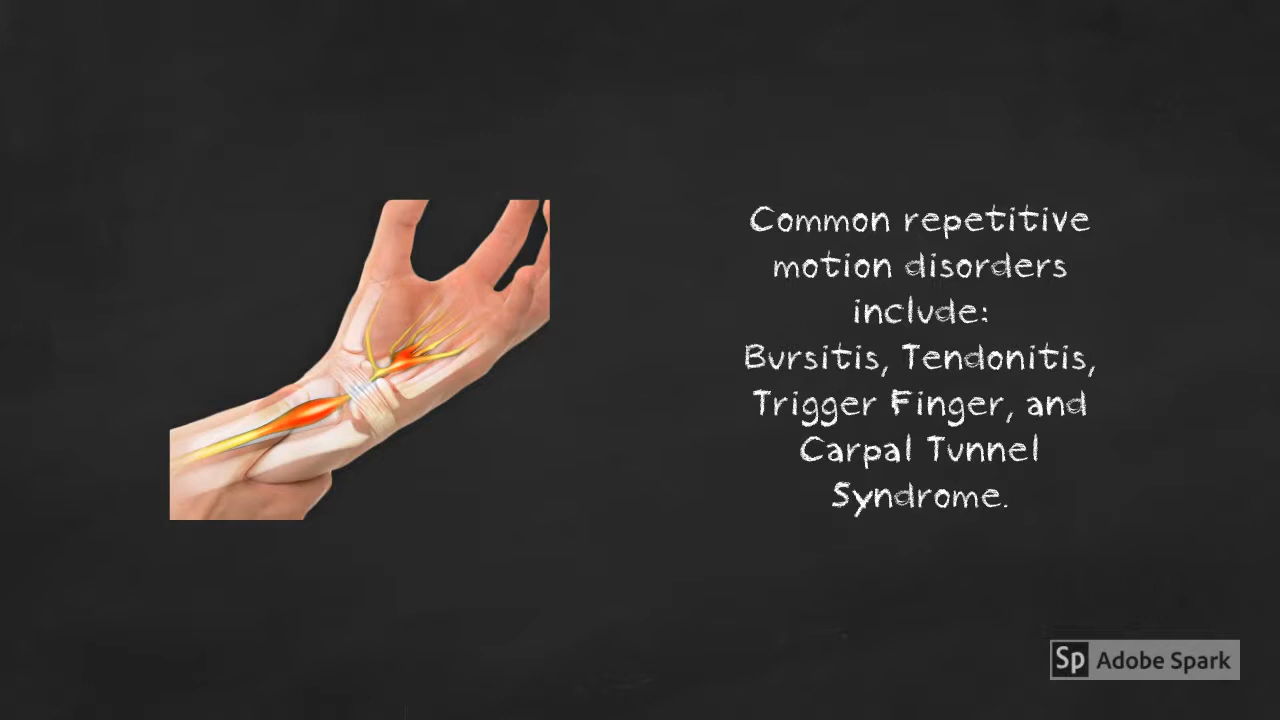 Common repetitive
motion disorders
include:
Bursitis, Tendonitis,
Trigger Finger, and
Carpal Tunnel
Syndrome.
Sp Adobe Spark